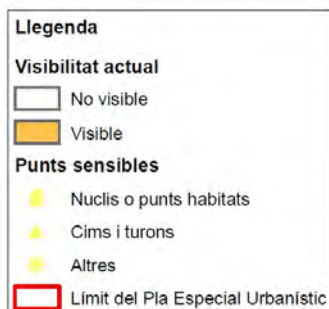 Llegenda
Visibilitat actual
No visible
Visible
Punts sensibles
Nuclis o punts habitats
Cims i turons
Altres
Límit del Pla Especial Urbanístic